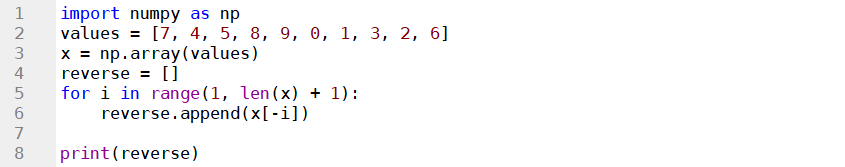 1 import numpy as np
2 values = [7, 4, 5, 8, 9, 0, 1, 3, 2, 6]
3 x = np.array(values)
4 reverse = []
5 for i in range(1, len(x) + 1):
6     reverse.append(x[-i])
7
8 print(reverse)